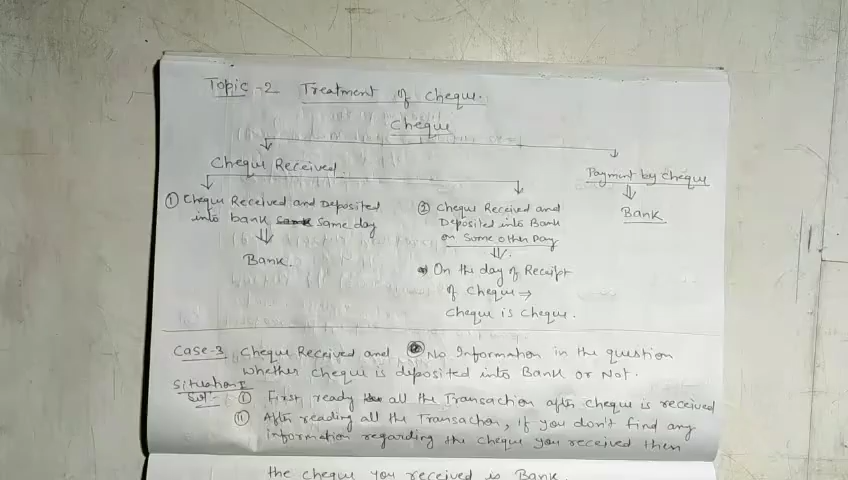 Topic-2 Treatment of Cheque.
Cheque
Cheque Received.
Payment by cheque
Bank
① Cheque Received and Deposited
into bank same day
Bank.
② Cheque Received and
Deposited into Bank
on Some other Day
On the day of Receipt
of Cheque →
Cheque is Cheque.
Case-3 Cheque Received and No Information in the question
whether cheque is deposited into Bank or Not.
Situation I
① First ready all the Transaction after cheque is received
② After reading all the Transaction, if you don't find any
information regarding the cheque you received then
the cheque you received is Bank.